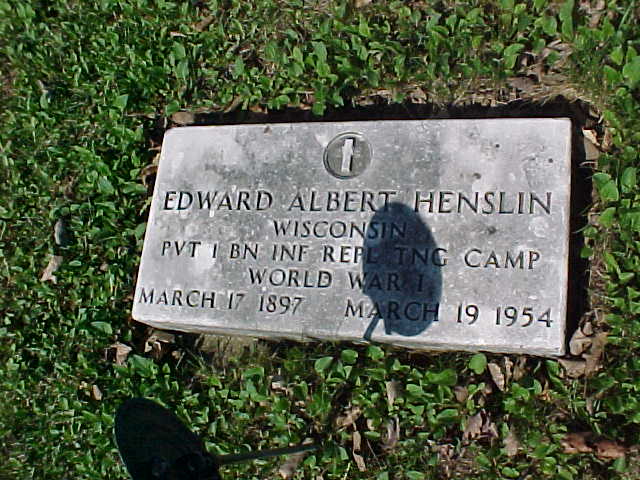 EDWARD ALBERT HENSLIN
WISCONSIN
PVT 1 BN INF REPL TNG CAMP
WORLD WAR I
MARCH 17 1897 MARCH 19 1954